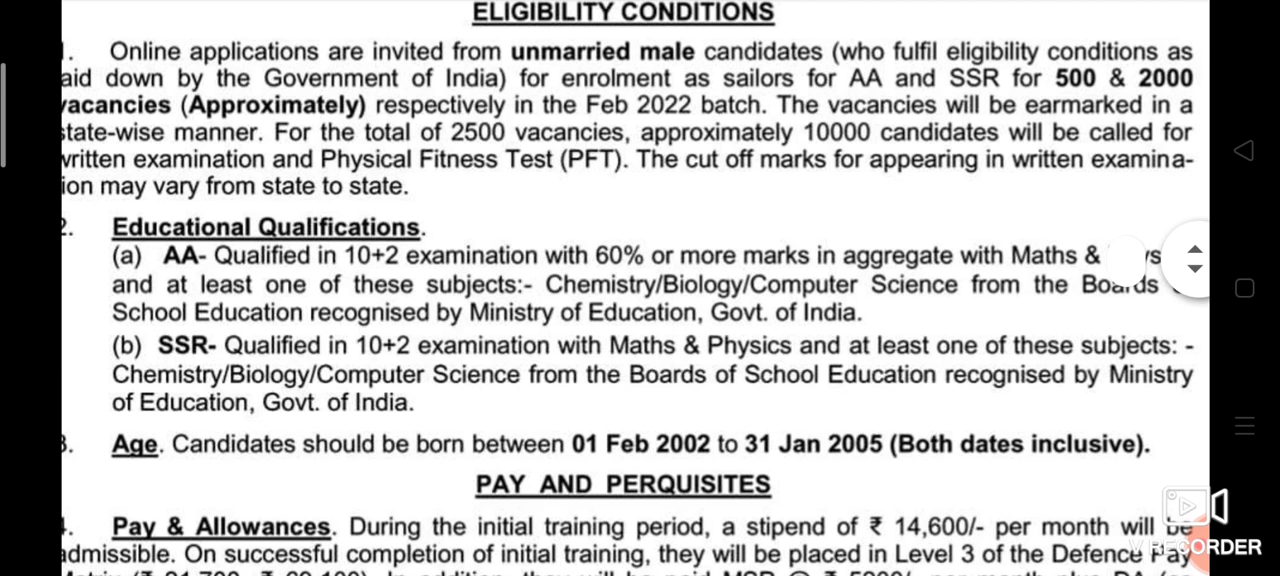 ELIGIBILITY CONDITIONS
. Online applications are invited from unmarried male candidates (who fulfil eligibility conditions as
aid down by the Government of India) for enrolment as sailors for AA and SSR for 500 & 2000
vacancies (Approximately) respectively in the Feb 2022 batch. The vacancies will be earmarked in a
state-wise manner. For the total of 2500 vacancies, approximately 10000 candidates will be called for
written examination and Physical Fitness Test (PFT). The cut off marks for appearing in written examina-
ion may vary from state to state.
2. Educational Qualifications.
(a) AA- Qualified in 10+2 examination with 60% or more marks in aggregate with Maths &
and at least one of these subjects:- Chemistry/Biology/Computer Science from the Boards
School Education recognised by Ministry of Education, Govt. of India.
(b) SSR- Qualified in 10+2 examination with Maths & Physics and at least one of these subjects: -
Chemistry/Biology/Computer Science from the Boards of School Education recognised by Ministry
of Education, Govt. of India.
3. Age. Candidates should be born between 01 Feb 2002 to 31 Jan 2005 (Both dates inclusive).
PAY AND PERQUISITES
. Pay & Allowances. During the initial training period, a stipend of ₹ 14,600/- per month will be
admissible. On successful completion of initial training, they will be placed in Level 3 of the Defence Pay
V RECORDER